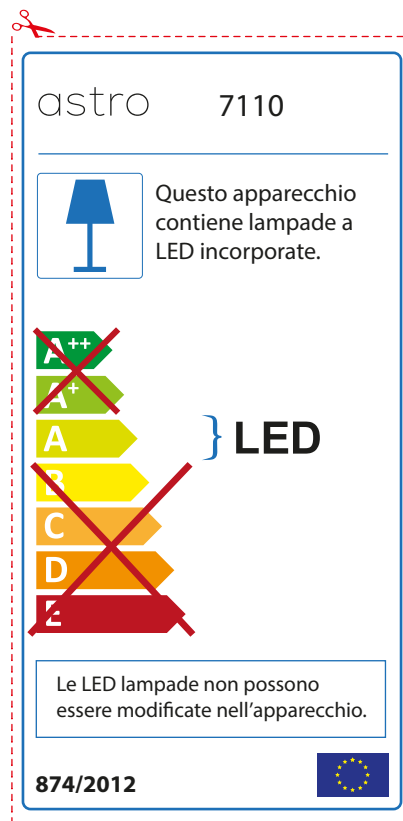 astro 7110
Questo apparecchio
contiene lampade a
LED incorporate.
A++
A+
A
} LED
B
C
D
E
Le LED lampade non possono
essere modificate nell’apparecchio.
874/2012